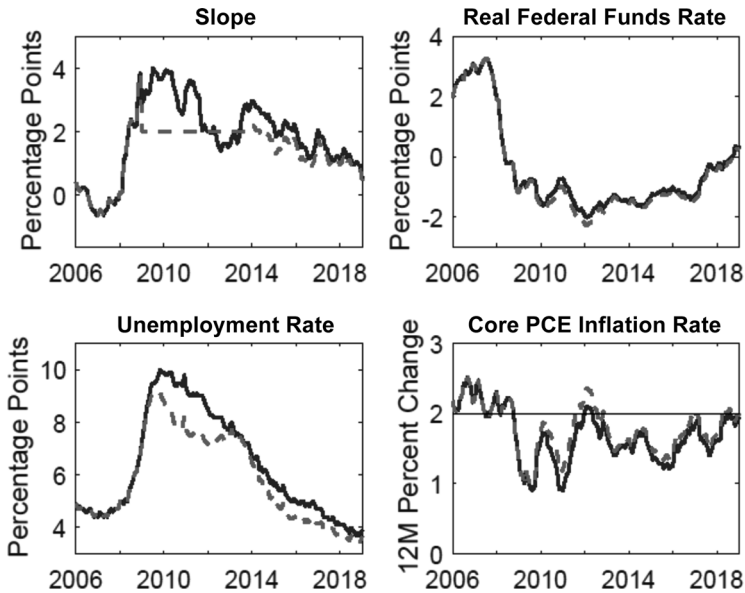 Slope
Percentage Points
4
2
0
2006 2010 2014 2018
Real Federal Funds Rate
Percentage Points
4
2
0
-2
2006 2010 2014 2018
Unemployment Rate
Percentage Points
10
8
6
4
2006 2010 2014 2018
Core PCE Inflation Rate
12M Percent Change
3
2
1
0
2006 2010 2014 2018